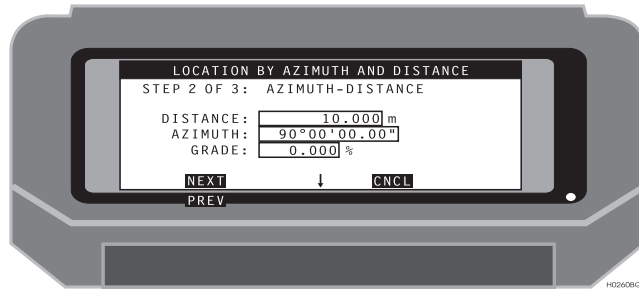 LOCATION BY AZIMUTH AND DISTANCE
STEP 2 OF 3: AZIMUTH-DISTANCE
DISTANCE: 10.000 m
AZIMUTH: 90°00'00.00"
GRADE: 0.000 %
NEXT ↓ CNCL
PREV